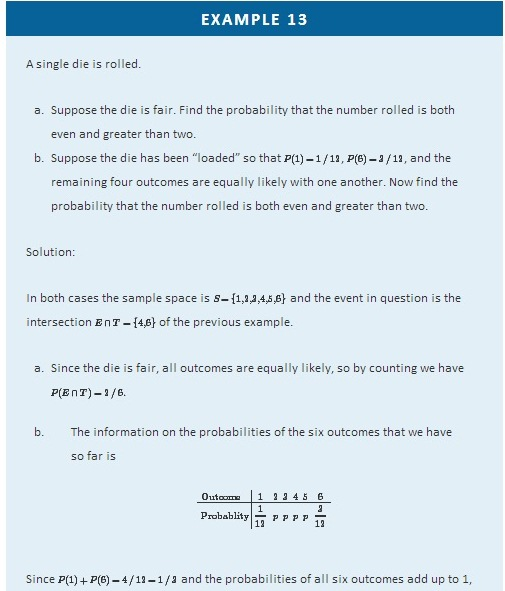 EXAMPLE 13
A single die is rolled.
a. Suppose the die is fair. Find the probability that the number rolled is both
even and greater than two.
b. Suppose the die has been “loaded” so that P(1) = 1/12, P(6) = 3/12, and the
remaining four outcomes are equally likely with one another. Now find the
probability that the number rolled is both even and greater than two.
Solution:
In both cases the sample space is S = {1,2,3,4,5,6} and the event in question is the
intersection E ∩ T = {4,6} of the previous example.
a. Since the die is fair, all outcomes are equally likely, so by counting we have
P(E ∩ T) = 2/6.
b. The information on the probabilities of the six outcomes that we have
so far is
Outcome 1 2 3 4 5 6
Probablity 1/12 p p p p 3/12
Since P(1) + P(6) = 4/12 = 1/3 and the probabilities of all six outcomes add up to 1,